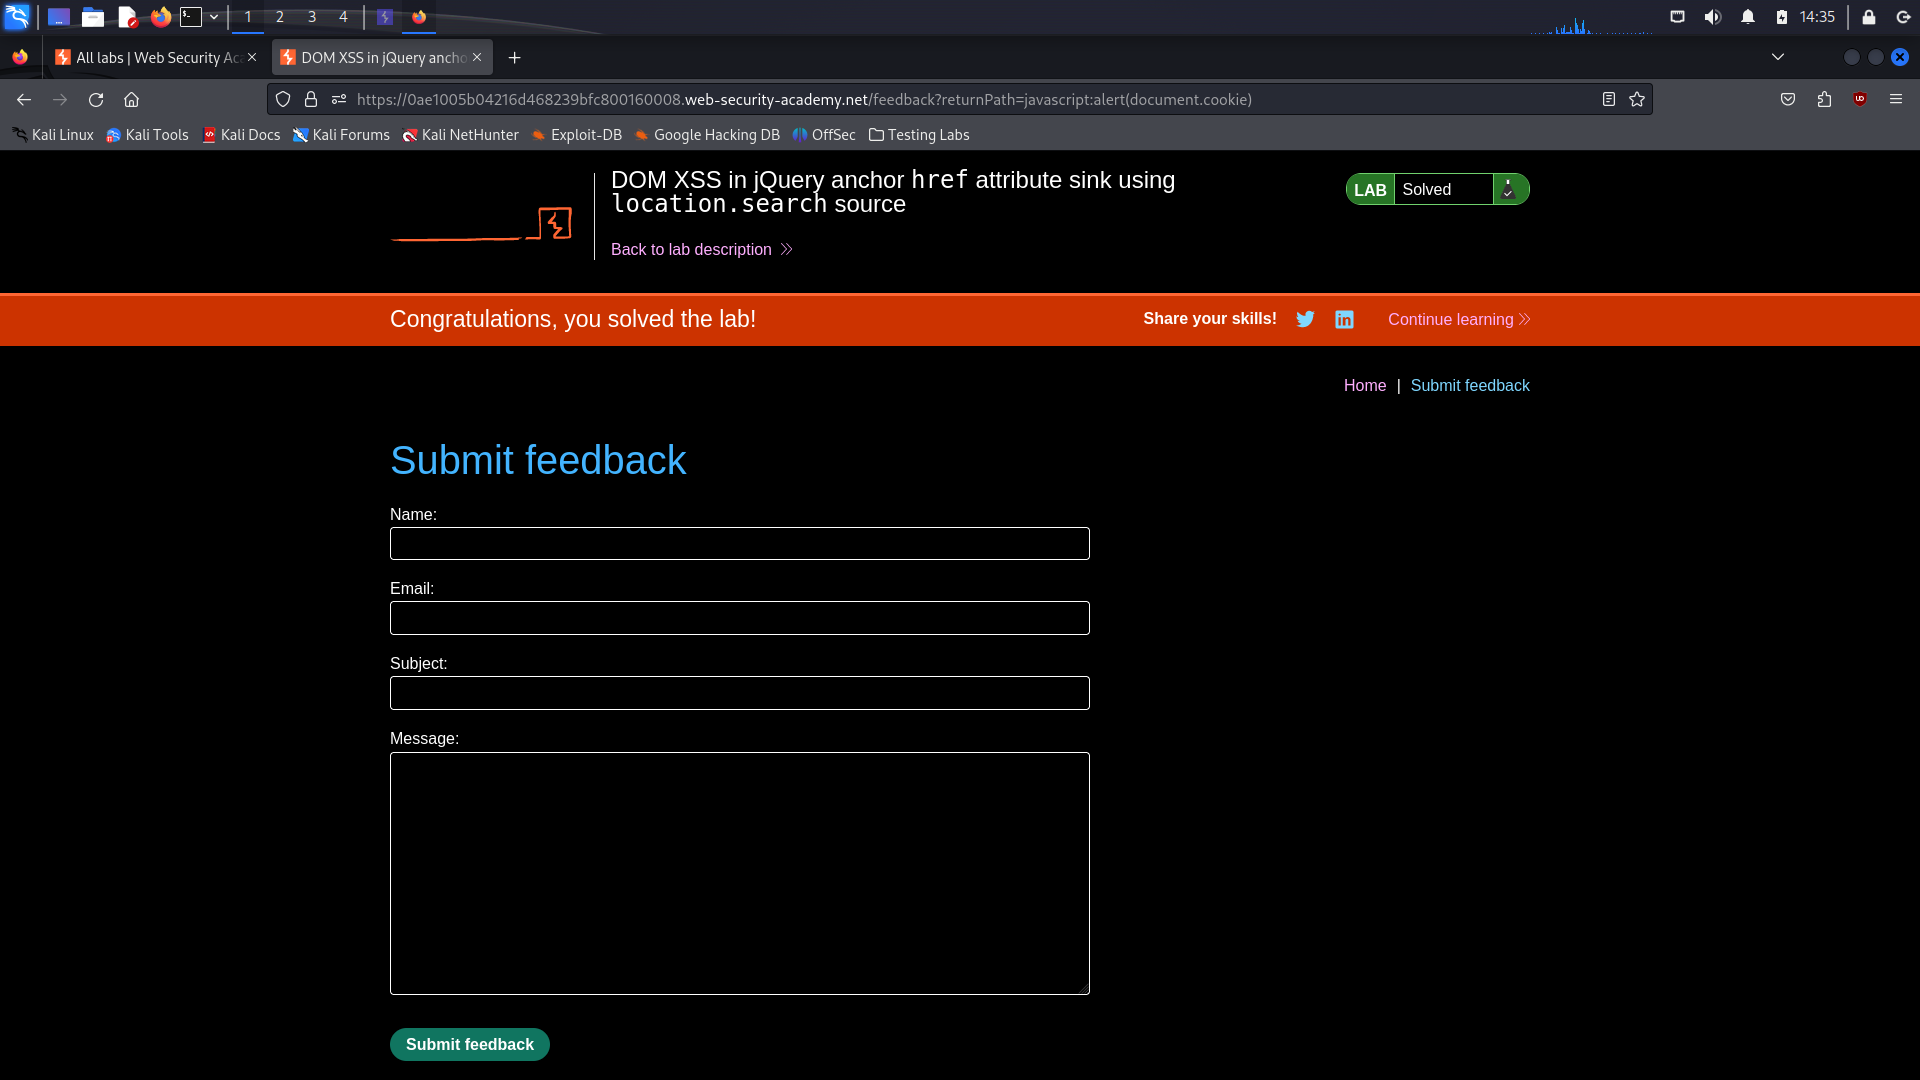 1 2 3 4 14:35
All labs | Web Security Aca
DOM XSS in jQuery ancho
https://0ae1005b04216d468239bfc800160008.web-security-academy.net/feedback?returnPath=javascript:alert(document.cookie)
Kali Linux Kali Tools Kali Docs Kali Forums Kali NetHunter Exploit-DB Google Hacking DB OffSec Testing Labs
DOM XSS in jQuery anchor href attribute sink using
location.search source
LAB Solved
Back to lab description
Congratulations, you solved the lab!
Share your skills!
Continue learning
Home | Submit feedback
Submit feedback
Name:
Email:
Subject:
Message:
Submit feedback